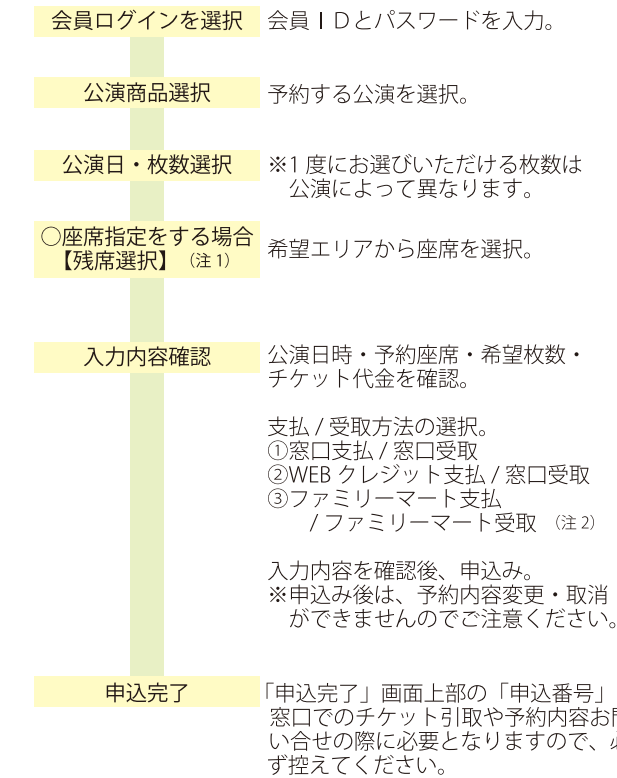 会員ログインを選択 会員ＩＤとパスワードを入力。
公演商品選択 予約する公演を選択。
公演日・枚数選択 ※1 度にお選びいただける枚数は
公演によって異なります。
○座席指定をする場合
【残席選択】（注 1） 希望エリアから座席を選択。
入力内容確認 公演日時・予約座席・希望枚数・
チケット代金を確認。
支払 / 受取方法の選択。
①窓口支払 / 窓口受取
②WEB クレジット支払 / 窓口受取
③ファミリーマート支払
/ ファミリーマート受取 （注 2）
入力内容を確認後、申込み。
※申込み後は、予約内容変更・取消
ができませんのでご注意ください。
申込完了 「申込完了」画面上部の「申込番号」
窓口でのチケット引取や予約内容お
い合せの際に必要となりますので、
ず控えてください。